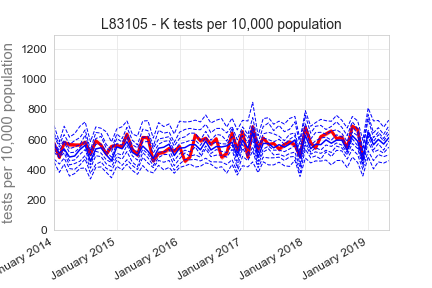 L83105 - K tests per 10,000 population
tests per 10,000 population
1200
1000
800
600
400
200
0
nuary 2014
January 2015
January 2016
January 2017
January 2018
January 2019